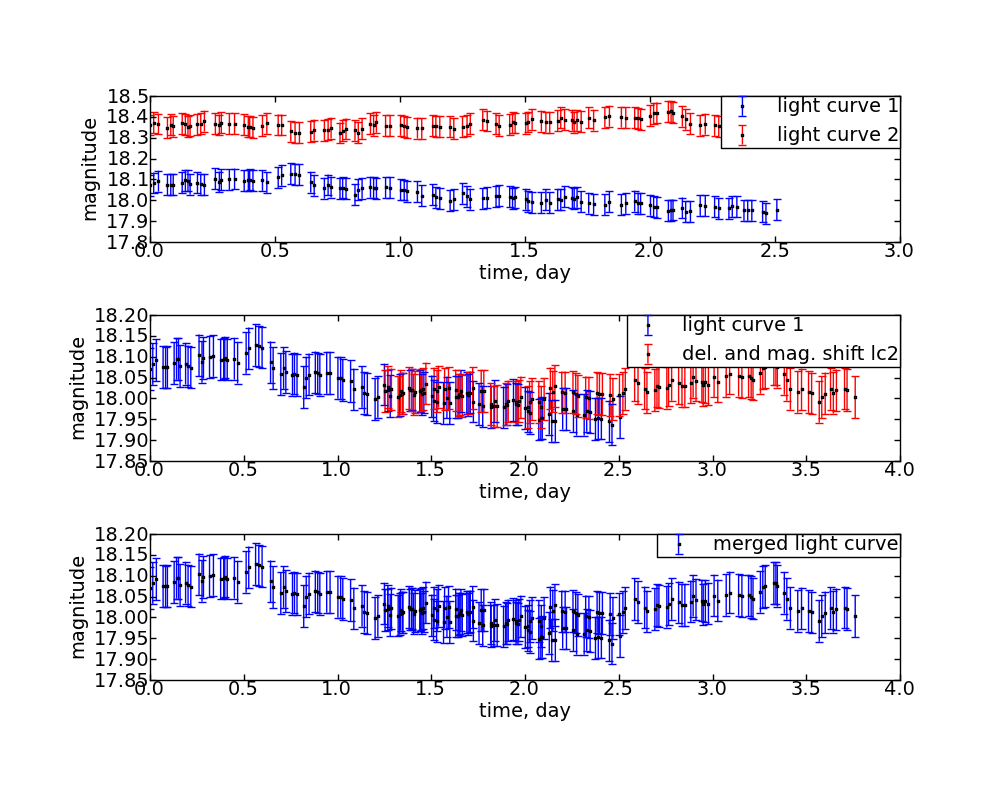 18.5
18.4
18.3
18.2
18.1
18.0
17.9
17.8
magnitude
light curve 1
light curve 2
0.0 0.5 1.0 1.5 2.0 2.5 3.0
time, day
18.20
18.15
18.10
18.05
18.00
17.95
17.90
17.85
magnitude
light curve 1
del. and mag. shift lc2
0.0 0.5 1.0 1.5 2.0 2.5 3.0 3.5 4.0
time, day
18.20
18.15
18.10
18.05
18.00
17.95
17.90
17.85
magnitude
merged light curve
0.0 0.5 1.0 1.5 2.0 2.5 3.0 3.5 4.0
time, day